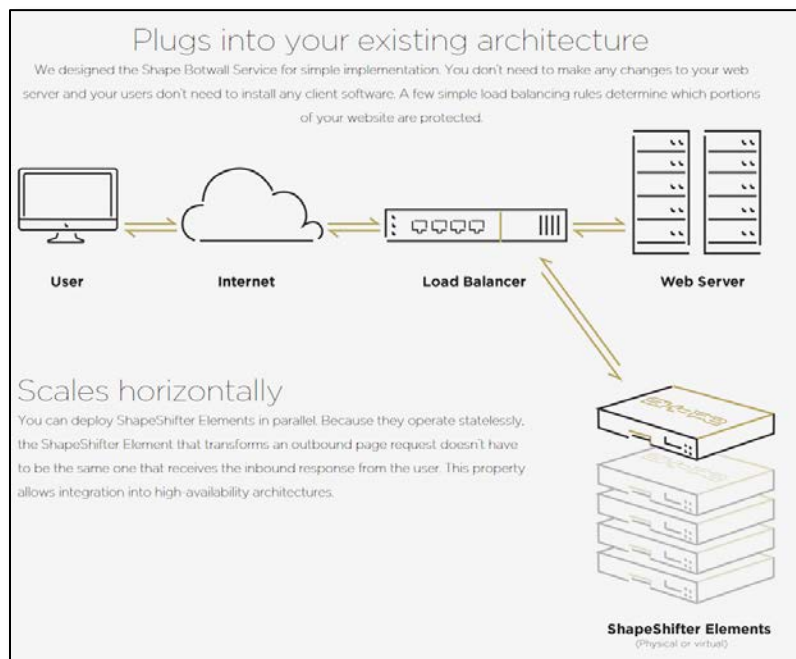 Plugs into your existing architecture
We designed the Shape Botwall Service for simple implementation. You don't need to make any changes to your web
server and your users don't need to install any client software. A few simple load balancing rules determine which portions
of your website are protected.
User
Internet
Load Balancer
Web Server
Scales horizontally
You can deploy ShapeShifter Elements in parallel. Because they operate statelessly,
the ShapeShifter Element that transforms an outbound page request doesn't have
to be the same one that receives the inbound response from the user. This property
allows integration into high-availability architectures.
ShapeShifter Elements
(Physical or virtual)